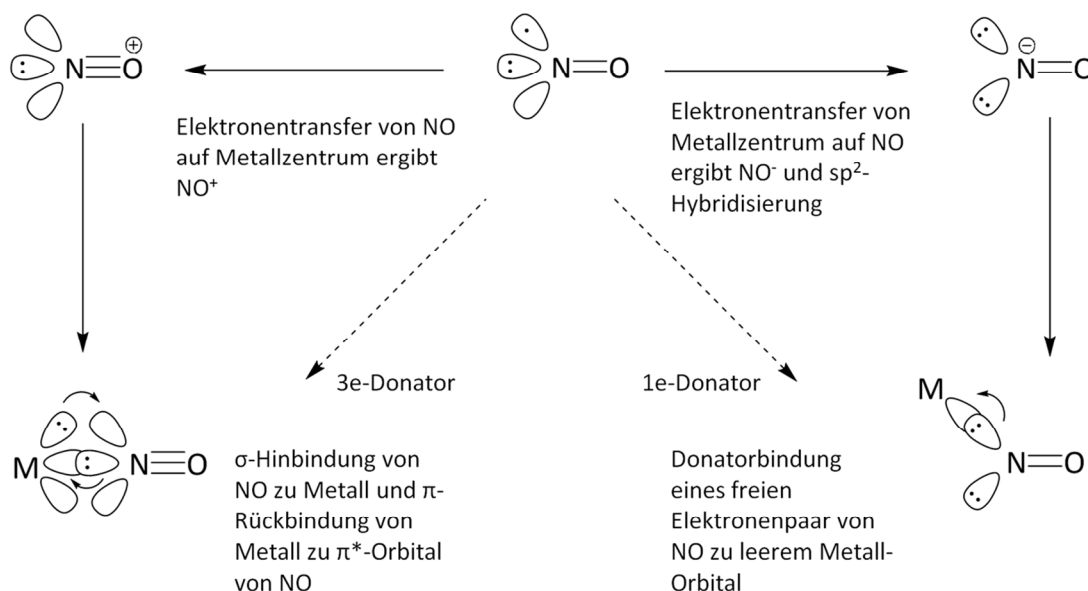 N≡O⊕
N=O
N⊖=O
Elektronentransfer von NO
auf Metallzentrum ergibt
NO⁺
Elektronentransfer von
Metallzentrum auf NO
ergibt NO⁻ und sp²-
Hybridisierung
3e-Donator
1e-Donator
M N≡O
σ-Hinbindung von
NO zu Metall und π-
Rückbindung von
Metall zu π*-Orbital
von NO
Donatorbindung
eines freien
Elektronenpaar von
NO zu leerem Metall-
Orbital
M
N=O